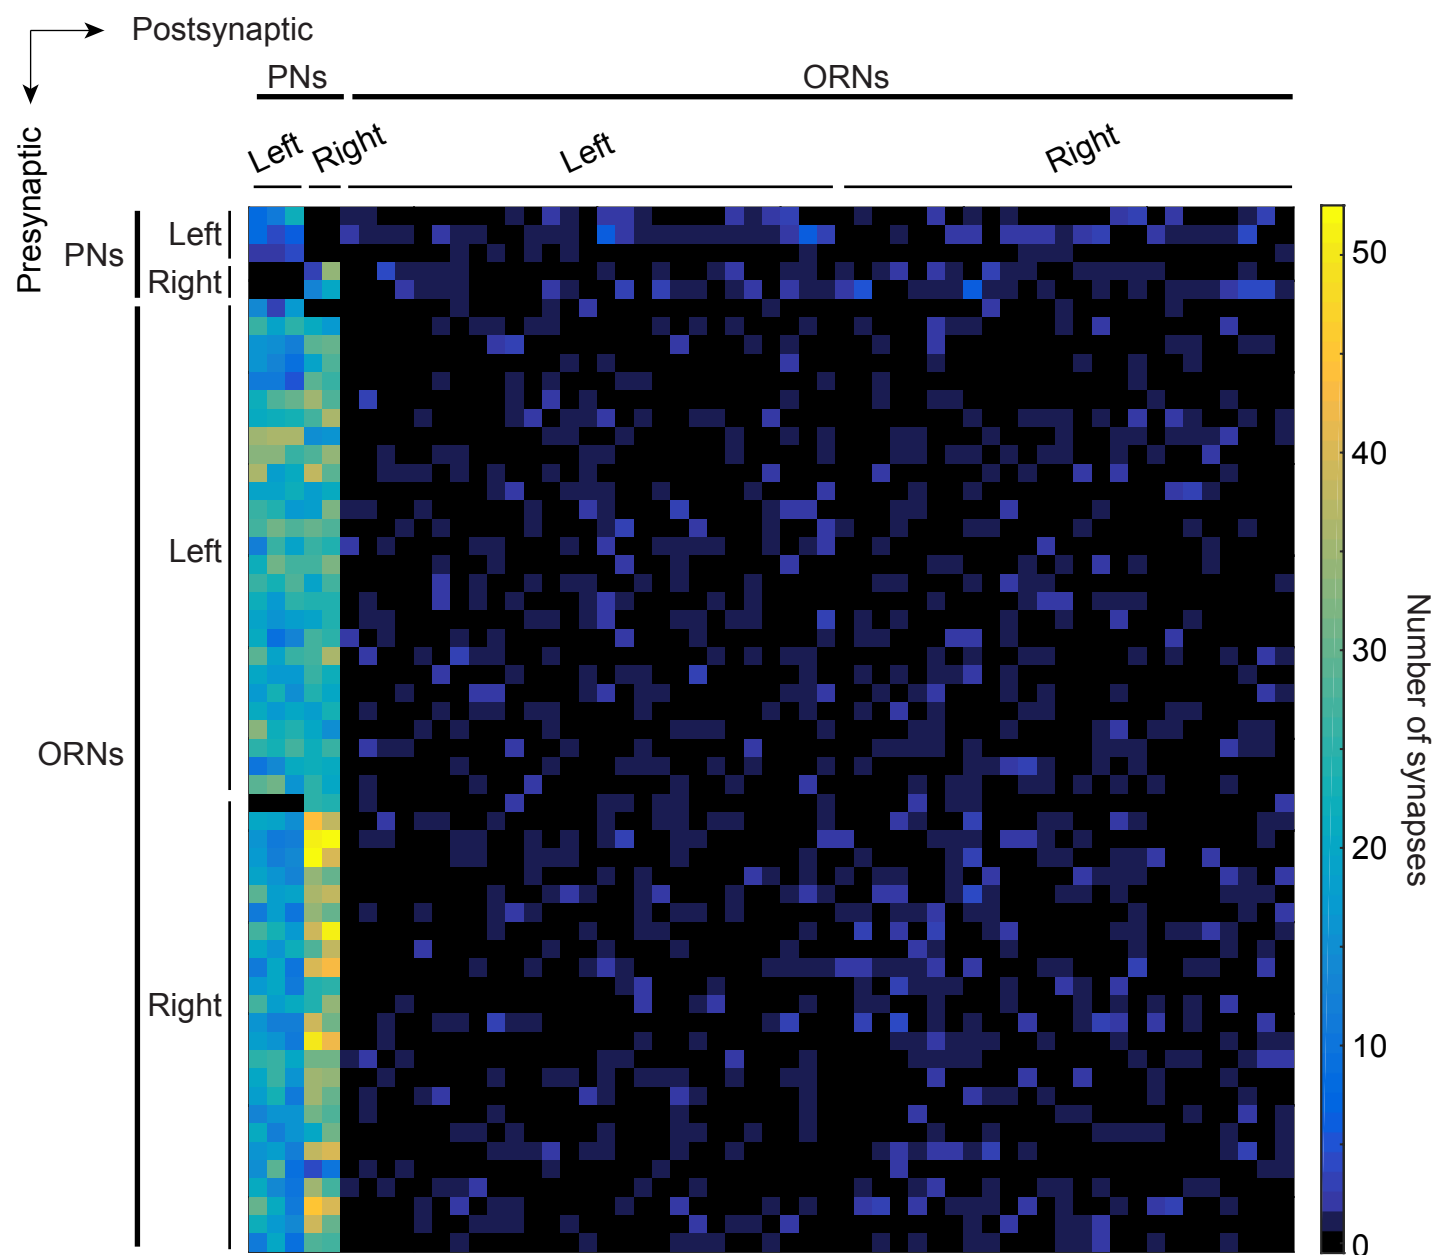 Postsynaptic
PNs ORNs
Left Right Left Right
Presynaptic
PNs
Left
Right
ORNs
Left
Right
50
40
30
20
10
0
Number of synapses